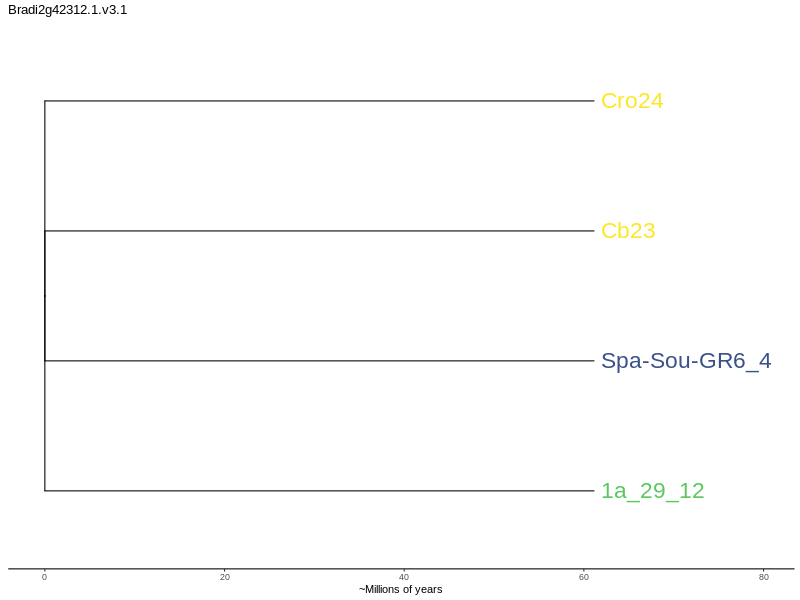 Bradi2g42312.1.v3.1
Cro24
Cb23
Spa-Sou-GR6_4
1a_29_12
0 20 40 60 80
~Millions of years